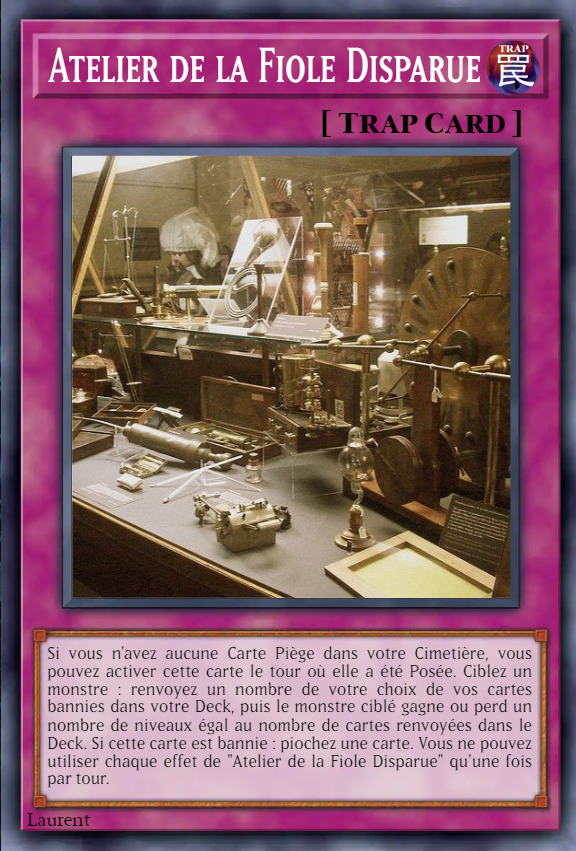 ATELIER DE LA FIOLE DISPARUE
TRAP
罠
[ TRAP CARD ]
Si vous n'avez aucune Carte Piège dans votre Cimetière, vous
pouvez activer cette carte le tour où elle a été Posée. Ciblez un
monstre : renvoyez un nombre de votre choix de vos cartes
bannies dans votre Deck, puis le monstre ciblé gagne ou perd un
nombre de niveaux égal au nombre de cartes renvoyées dans le
Deck. Si cette carte est bannie : piochez une carte. Vous ne pouvez
utiliser chaque effet de "Atelier de la Fiole Disparue" qu'une fois
par tour.
Laurent